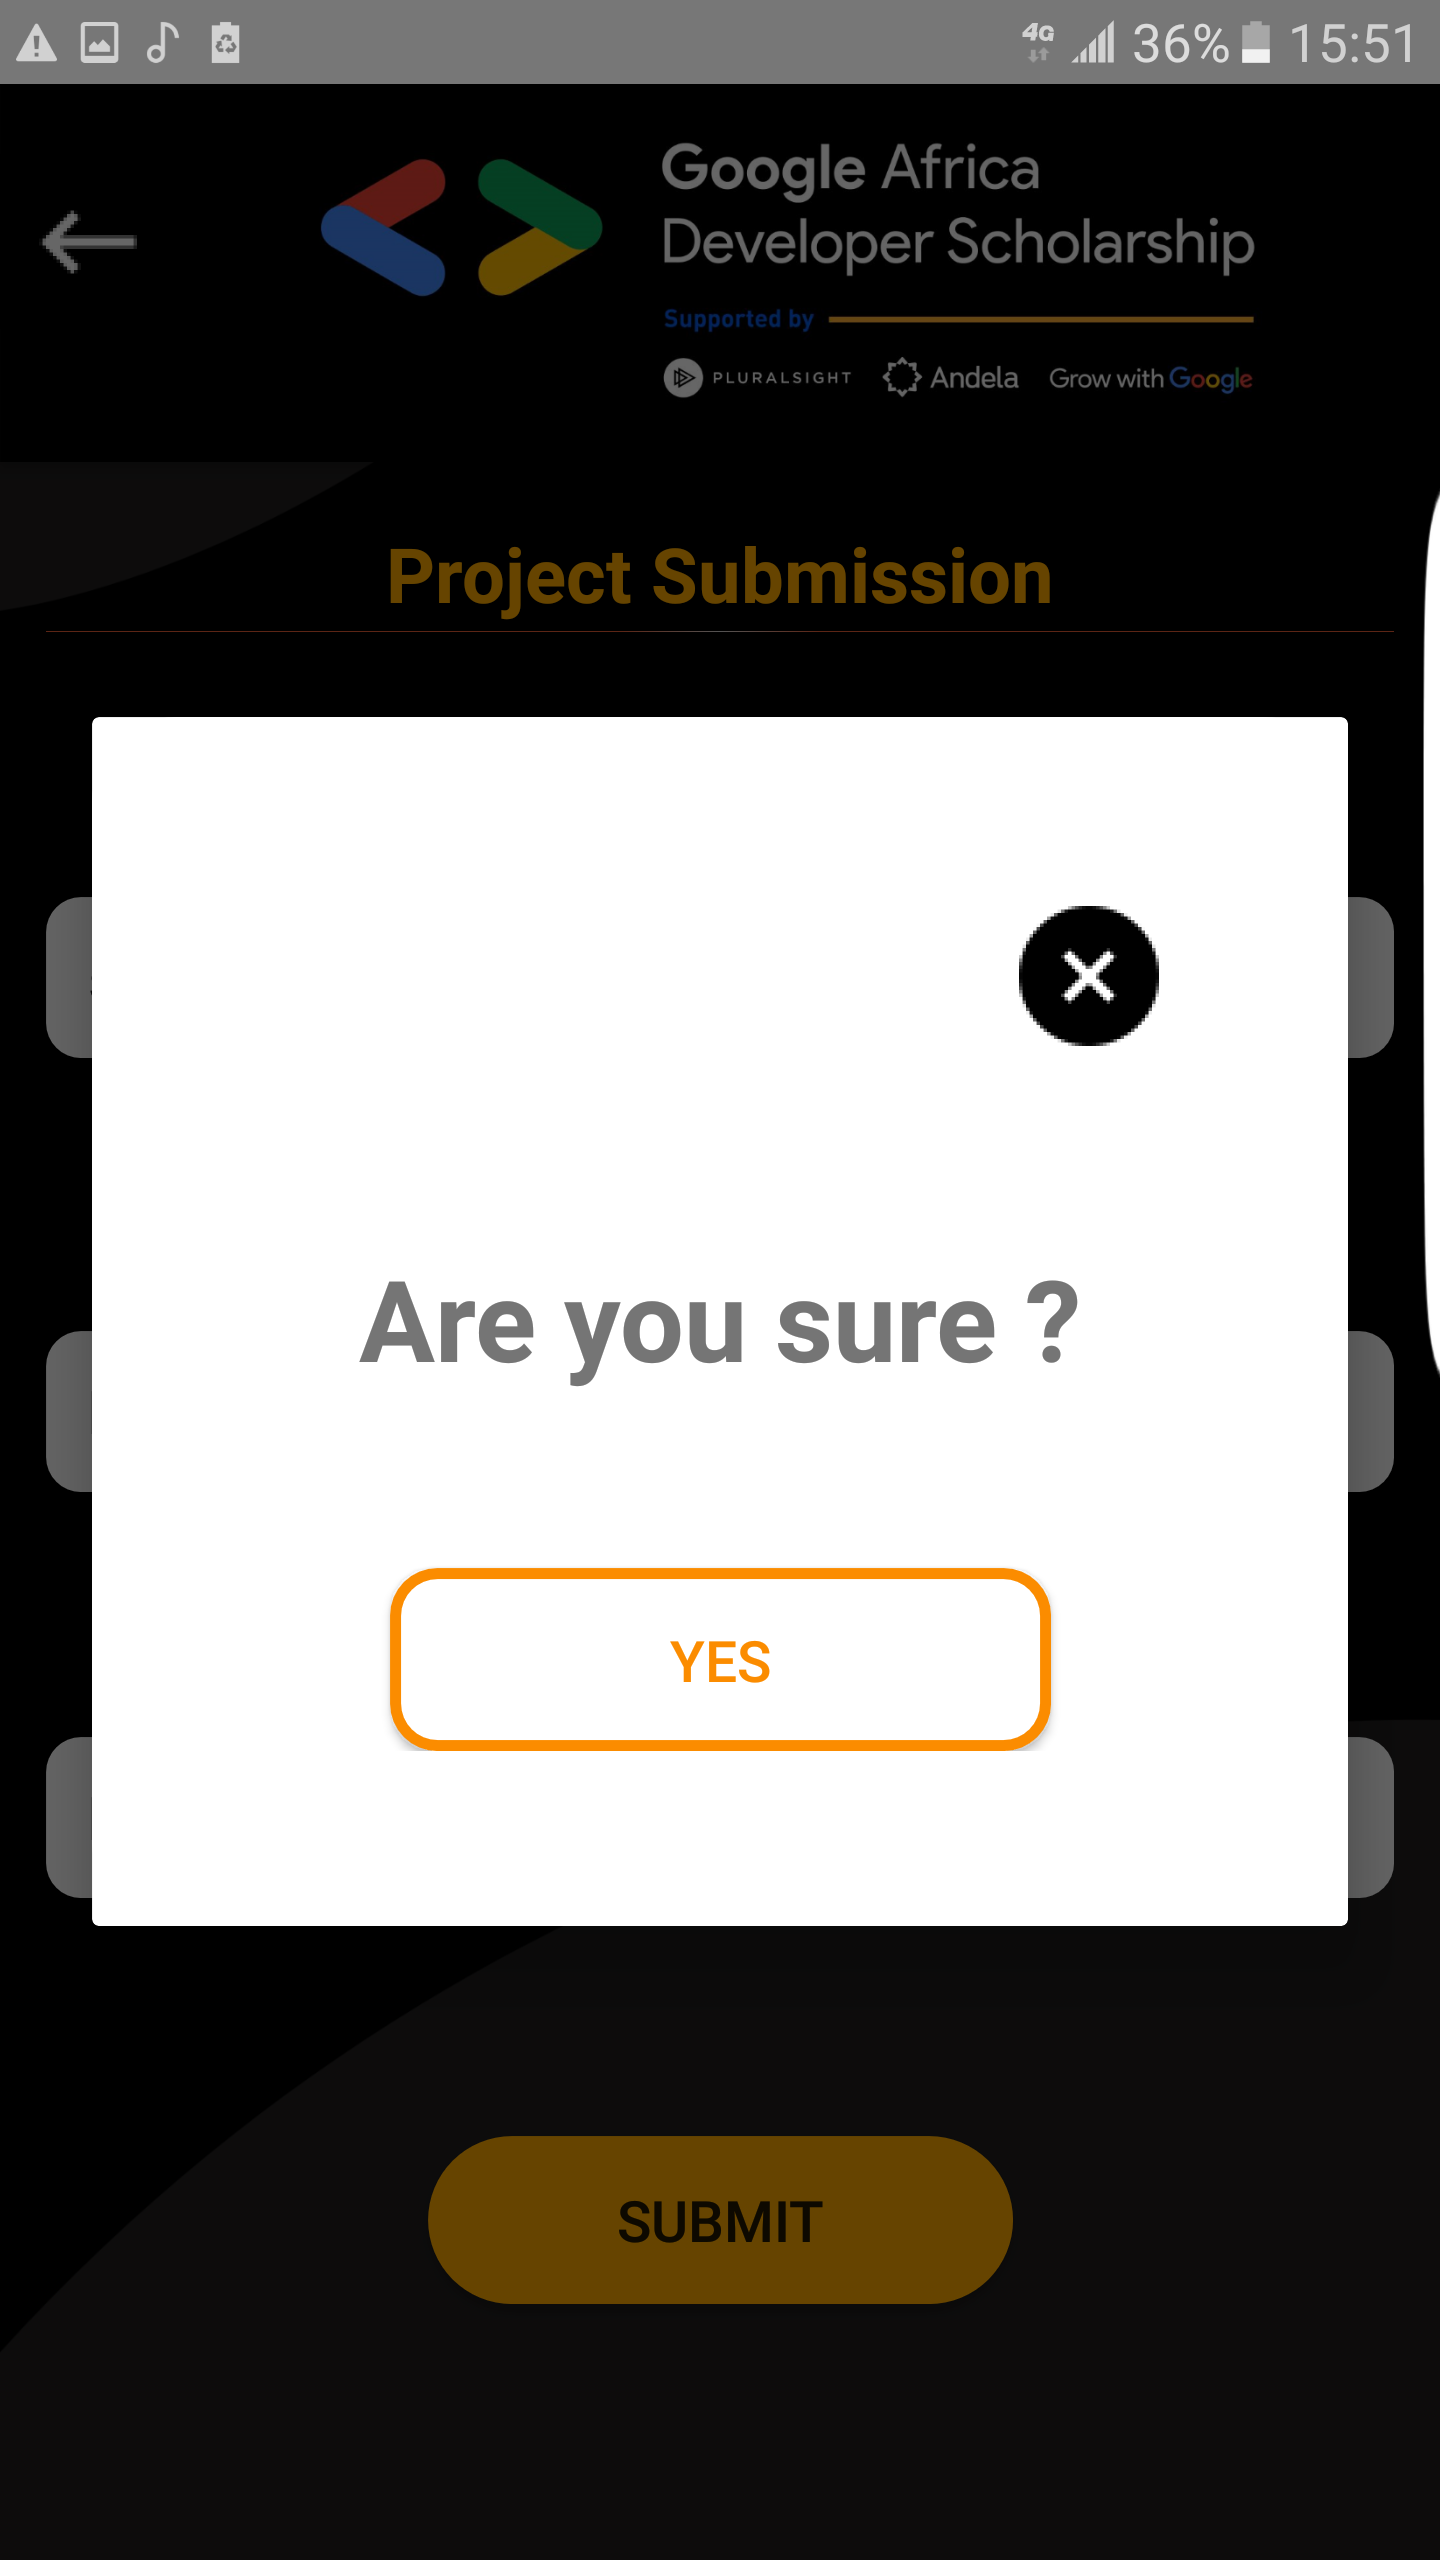 4G 36% 15:51
Google Africa
Developer Scholarship
Supported by
PLURALSIGHT Andela Grow with Google
Project Submission
Are you sure ?
YES
SUBMIT